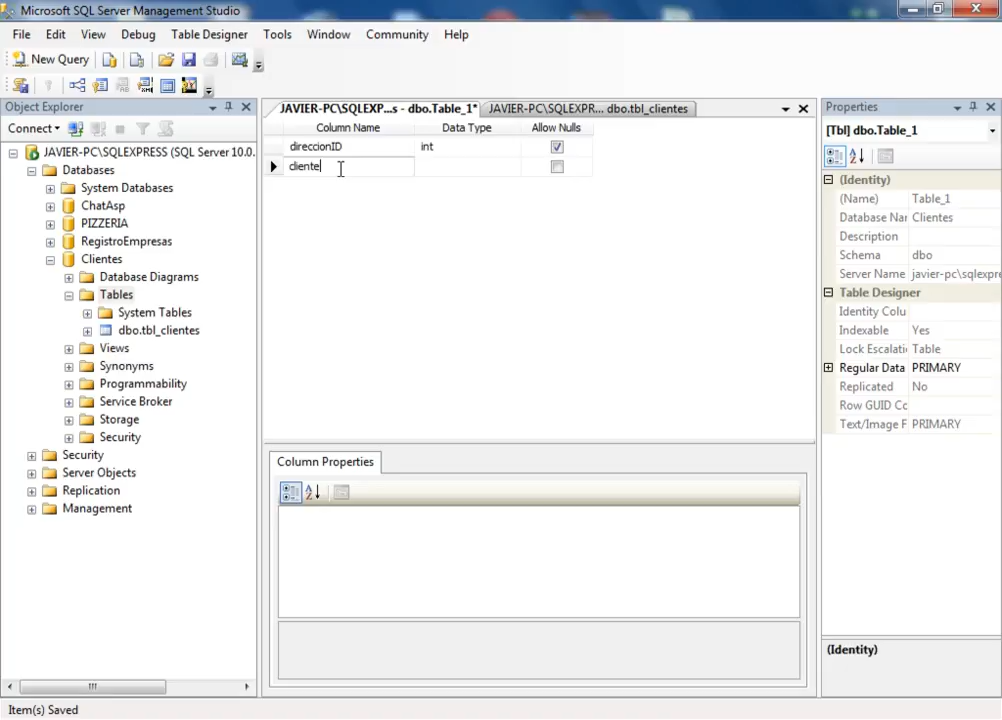 Microsoft SQL Server Management Studio
File Edit View Debug Table Designer Tools Window Community Help
New Query
Object Explorer
Connect
JAVIER-PC\SQLEXPRESS (SQL Server 10.0.
Databases
System Databases
ChatAsp
PIZZERIA
RegistroEmpresas
Clientes
Database Diagrams
Tables
System Tables
dbo.tbl_clientes
Views
Synonyms
Programmability
Service Broker
Storage
Security
Security
Server Objects
Replication
Management
JAVIER-PC\SQLEXP...s - dbo.Table_1* JAVIER-PC\SQLEXPR... dbo.tbl_clientes
Column Name Data Type Allow Nulls
direccionID int
cliente
Column Properties
Properties
[Tbl] dbo.Table_1
(Identity)
(Name) Table_1
Database Nar Clientes
Description
Schema dbo
Server Name javier-pc\sqlexpre
Table Designer
Identity Colu
Indexable Yes
Lock Escalati Table
Regular Data PRIMARY
Replicated No
Row GUID Cc
Text/Image F PRIMARY
(Identity)
Item(s) Saved